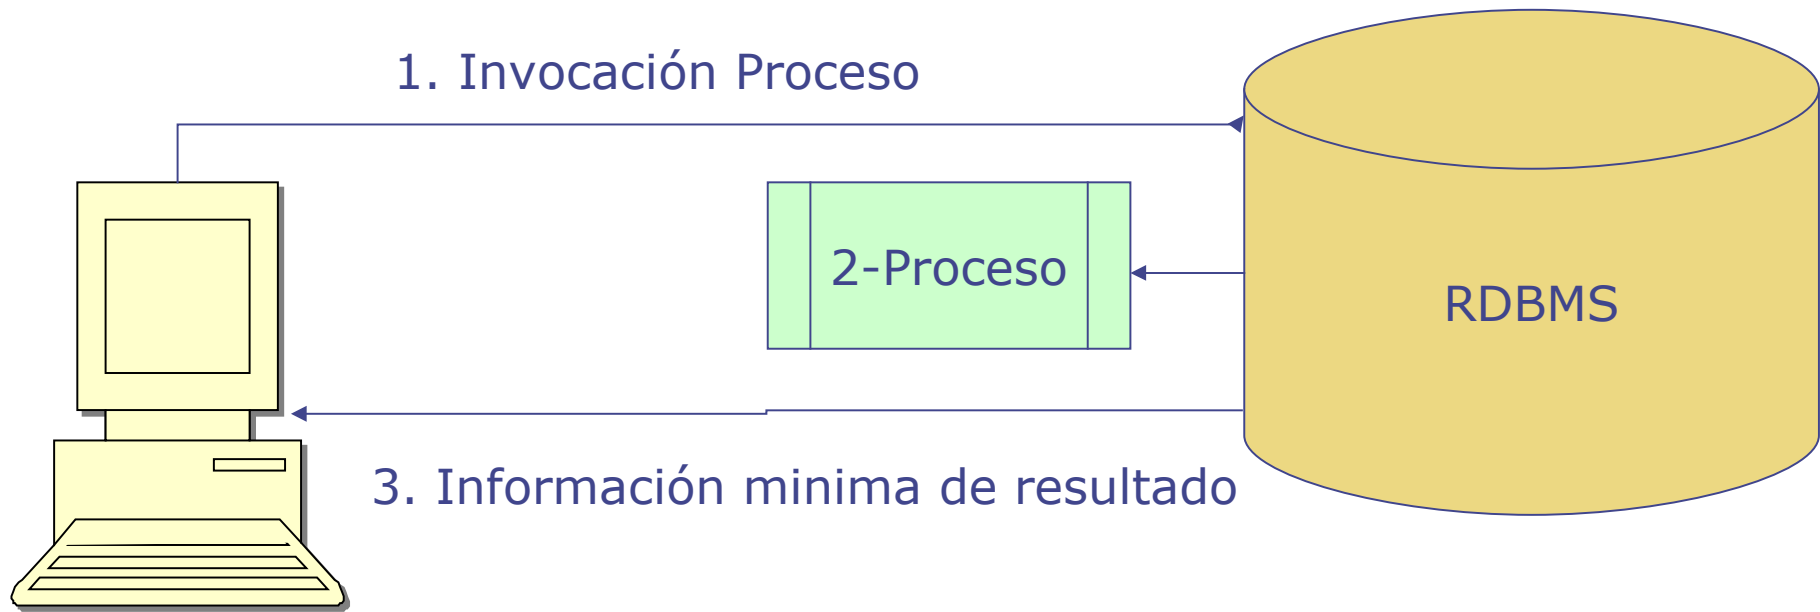 1. Invocación Proceso
2-Proceso
RDBMS
3. Información minima de resultado